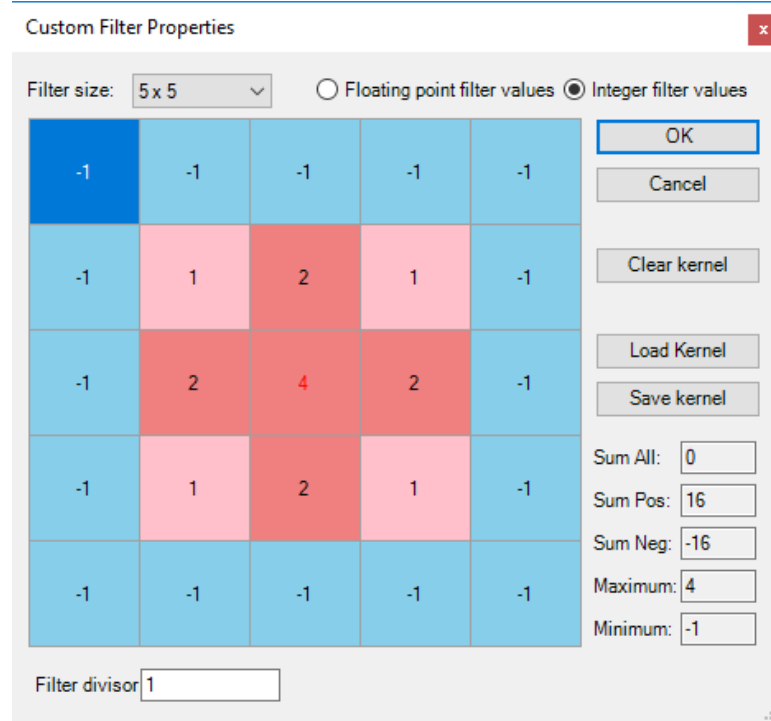 Custom Filter Properties
x
Filter size: 5 x 5 Floating point filter values Integer filter values
-1 -1 -1 -1 -1
-1 1 2 1 -1
-1 2 4 2 -1
-1 1 2 1 -1
-1 -1 -1 -1 -1
OK
Cancel
Clear kernel
Load Kernel
Save kernel
Sum All: 0
Sum Pos: 16
Sum Neg: -16
Maximum: 4
Minimum: -1
Filter divisor 1